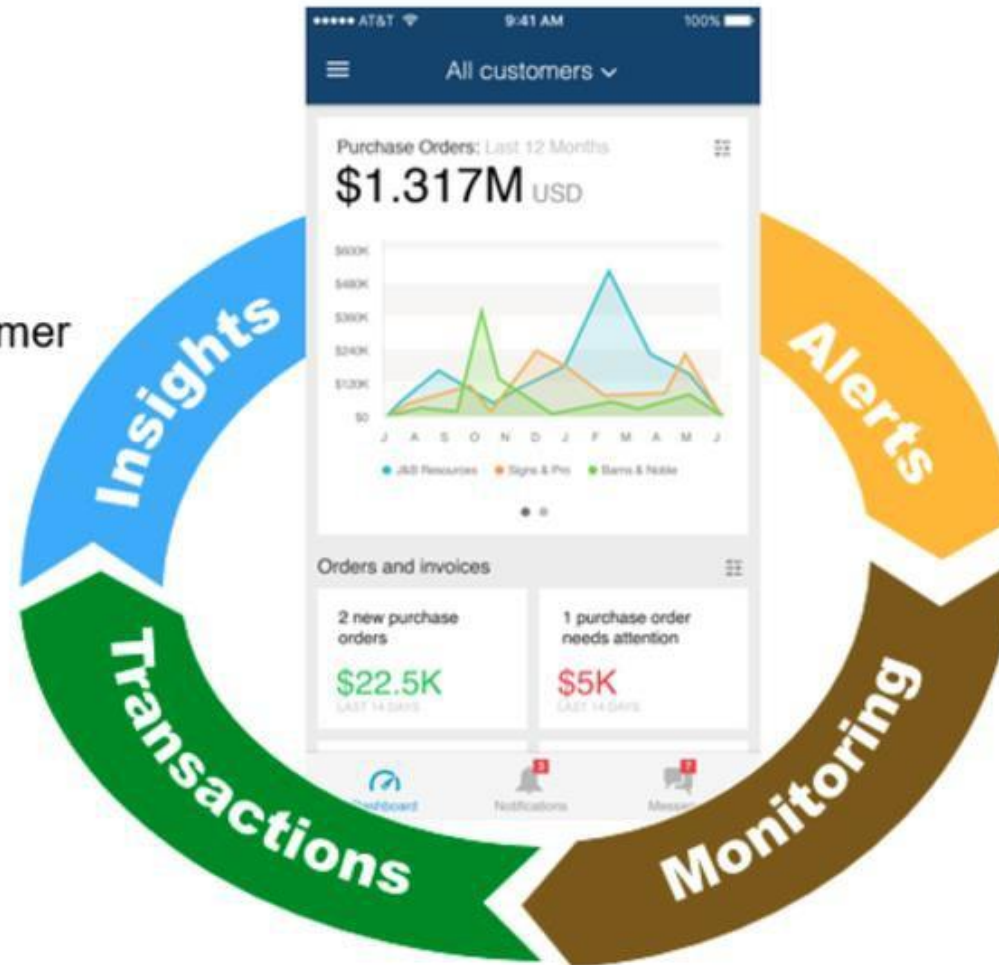 AT&T 9:41 AM 100%
All customers
Purchase Orders: Last 12 Months
$1.317M USD
$600K
$480K
$360K
$240K
$120K
$0
J A S O N D J F M A M J
J&B Resources Signs & Pro Barns & Noble
Orders and invoices
2 new purchase
orders
$22.5K
LAST 14 DAYS
1 purchase order
needs attention
$5K
LAST 14 DAYS
3
7
Dashboard Notifications
Insights
Alerts
Monitoring
Transactions
mer